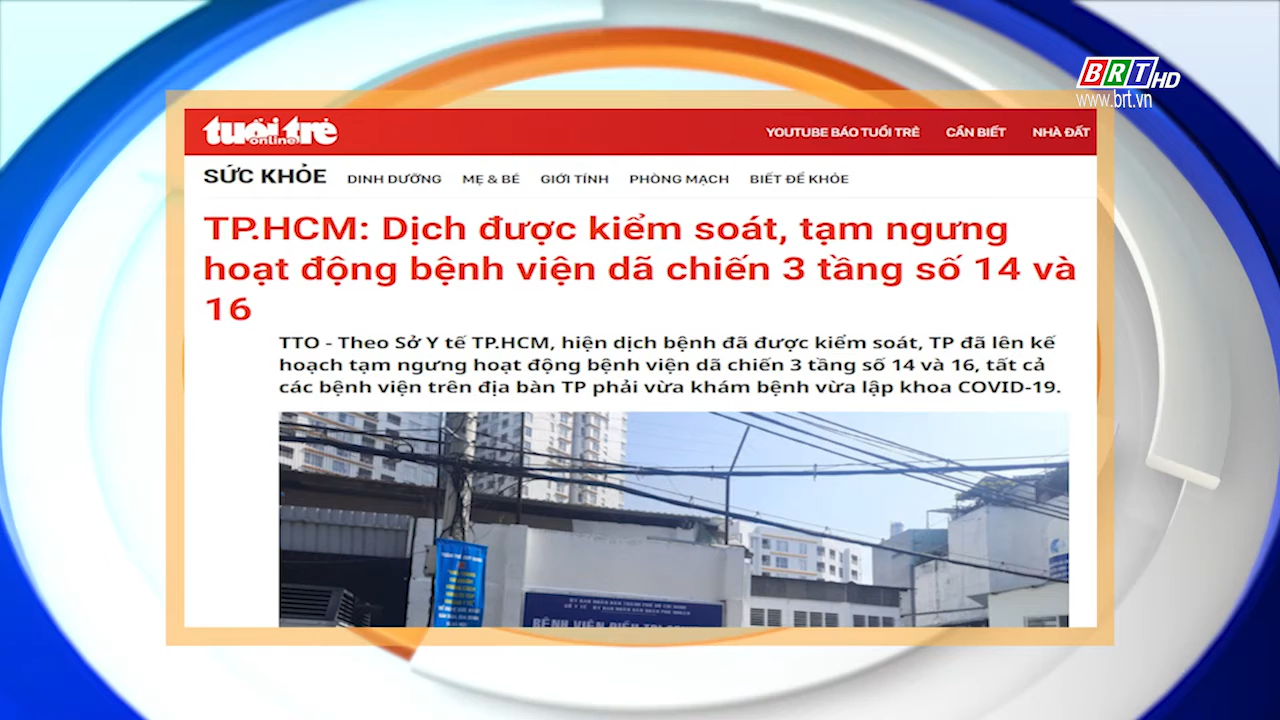 BRT HD
www.brt.vn
tuổi trẻ online
YOUTUBE BÁO TUỔI TRẺ CẦN BIẾT NHÀ ĐẤT
SỨC KHỎE DINH DƯỠNG MẸ & BÉ GIỚI TÍNH PHÒNG MẠCH BIẾT ĐỂ KHỎE
TP.HCM: Dịch được kiểm soát, tạm ngưng
hoạt động bệnh viện dã chiến 3 tầng số 14 và
16
TTO - Theo Sở Y tế TP.HCM, hiện dịch bệnh đã được kiểm soát, TP đã lên kế
hoạch tạm ngưng hoạt động bệnh viện dã chiến 3 tầng số 14 và 16, tất cả
các bệnh viện trên địa bàn TP phải vừa khám bệnh vừa lập khoa COVID-19.
BỆNH VIỆN ĐIỀU TRỊ